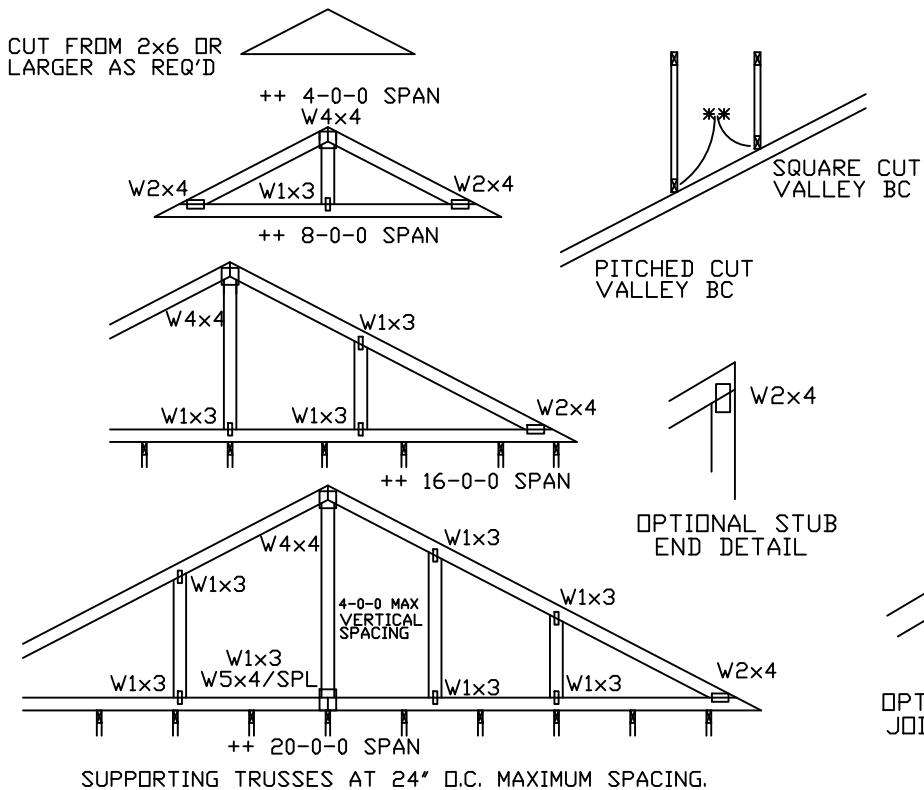 CUT FROM 2x6 OR
LARGER AS REQ'D
++ 4-0-0 SPAN
W4x4
W2x4
W1x3
W2x4
++ 8-0-0 SPAN
**
SQUARE CUT
VALLEY BC
PITCHED CUT
VALLEY BC
W4x4
W1x3
W1x3
W1x3
W2x4
++ 16-0-0 SPAN
W2x4
OPTIONAL STUB
END DETAIL
W4x4
W1x3
W1x3
4-0-0 MAX
VERTICAL
SPACING
W1x3
W1x3
W5x4/SPL
W1x3
W1x3
W1x3
W2x4
++ 20-0-0 SPAN
OPT
JOI
SUPPORTING TRUSSES AT 24" O.C. MAXIMUM SPACING.